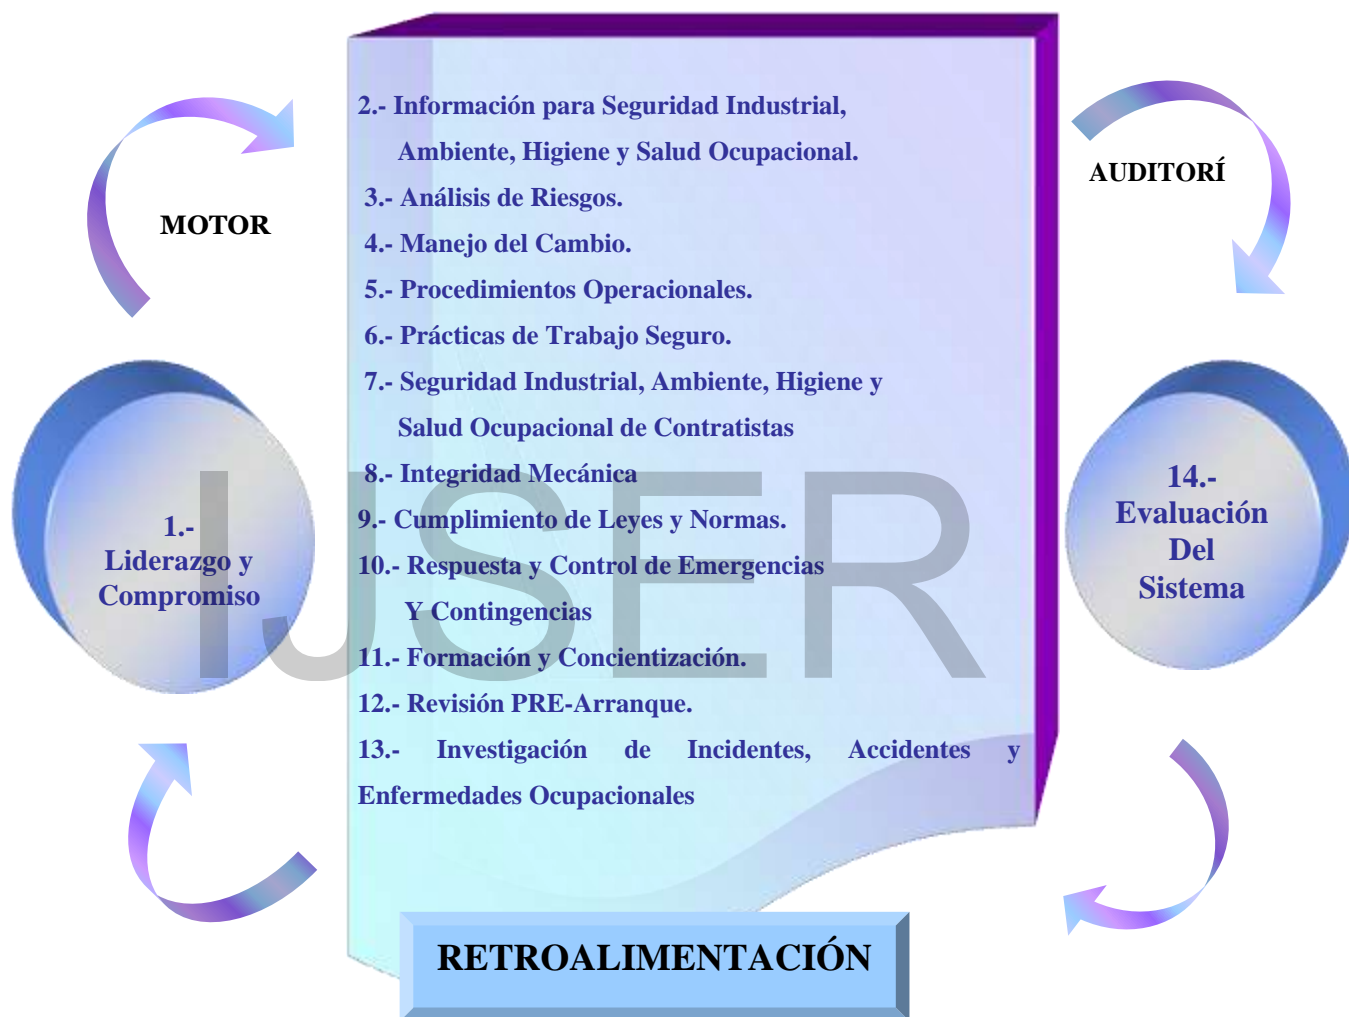 2.- Información para Seguridad Industrial,
Ambiente, Higiene y Salud Ocupacional.
3.- Análisis de Riesgos.
4.- Manejo del Cambio.
5.- Procedimientos Operacionales.
6.- Prácticas de Trabajo Seguro.
7.- Seguridad Industrial, Ambiente, Higiene y
Salud Ocupacional de Contratistas
8.- Integridad Mecánica
9.- Cumplimiento de Leyes y Normas.
10.- Respuesta y Control de Emergencias
Y Contingencias
11.- Formación y Concientización.
12.- Revisión PRE-Arranque.
13.- Investigación de Incidentes, Accidentes y
Enfermedades Ocupacionales
MOTOR
AUDITORÍ
1.-
Liderazgo y
Compromiso
14.-
Evaluación
Del
Sistema
IJSER
RETROALIMENTACIÓN